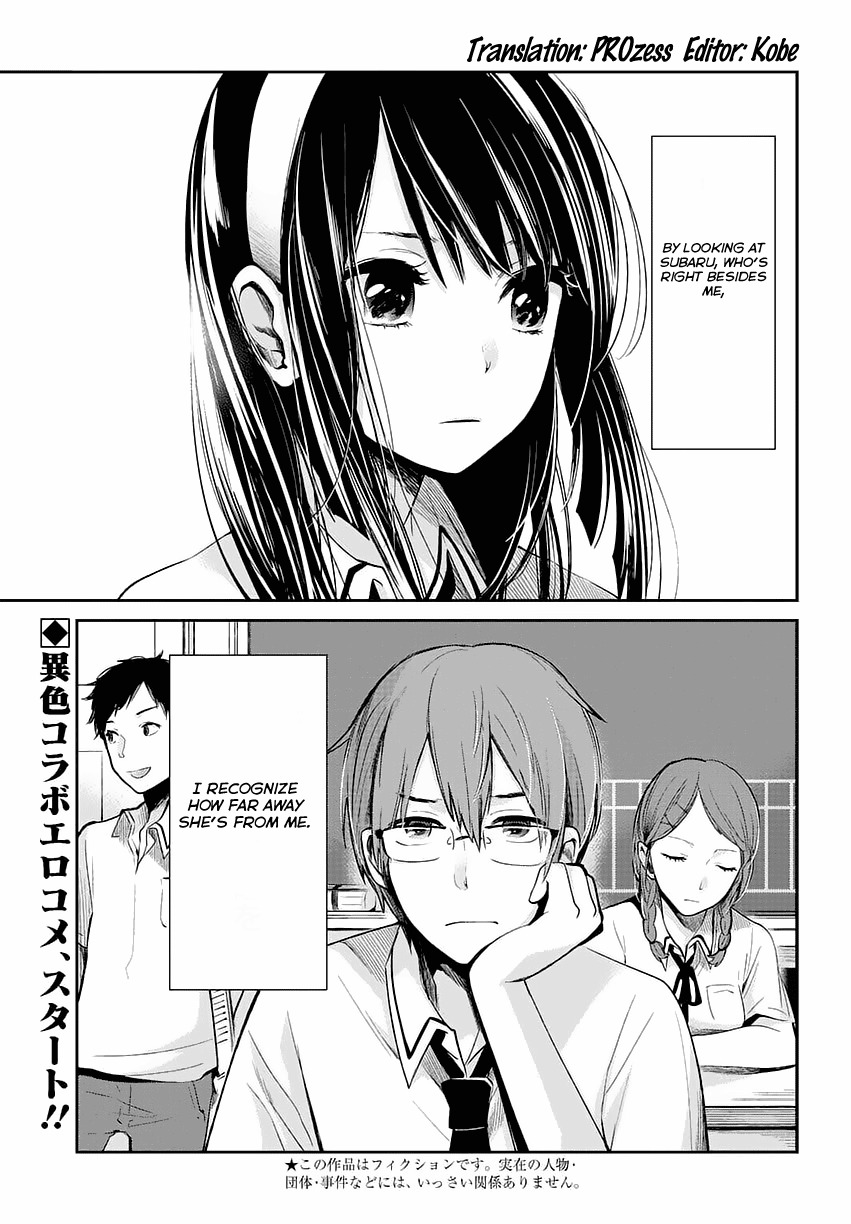 Translation: PROzess Editor: Kobe
BY LOOKING AT
SUBARU, WHO'S
RIGHT BESIDES
ME,
I RECOGNIZE
HOW FAR AWAY
SHE'S FROM ME.
◆異色コラボエロコメ、スタート!!
★この作品はフィクションです。実在の人物・
団体・事件などには、いっさい関係ありません。